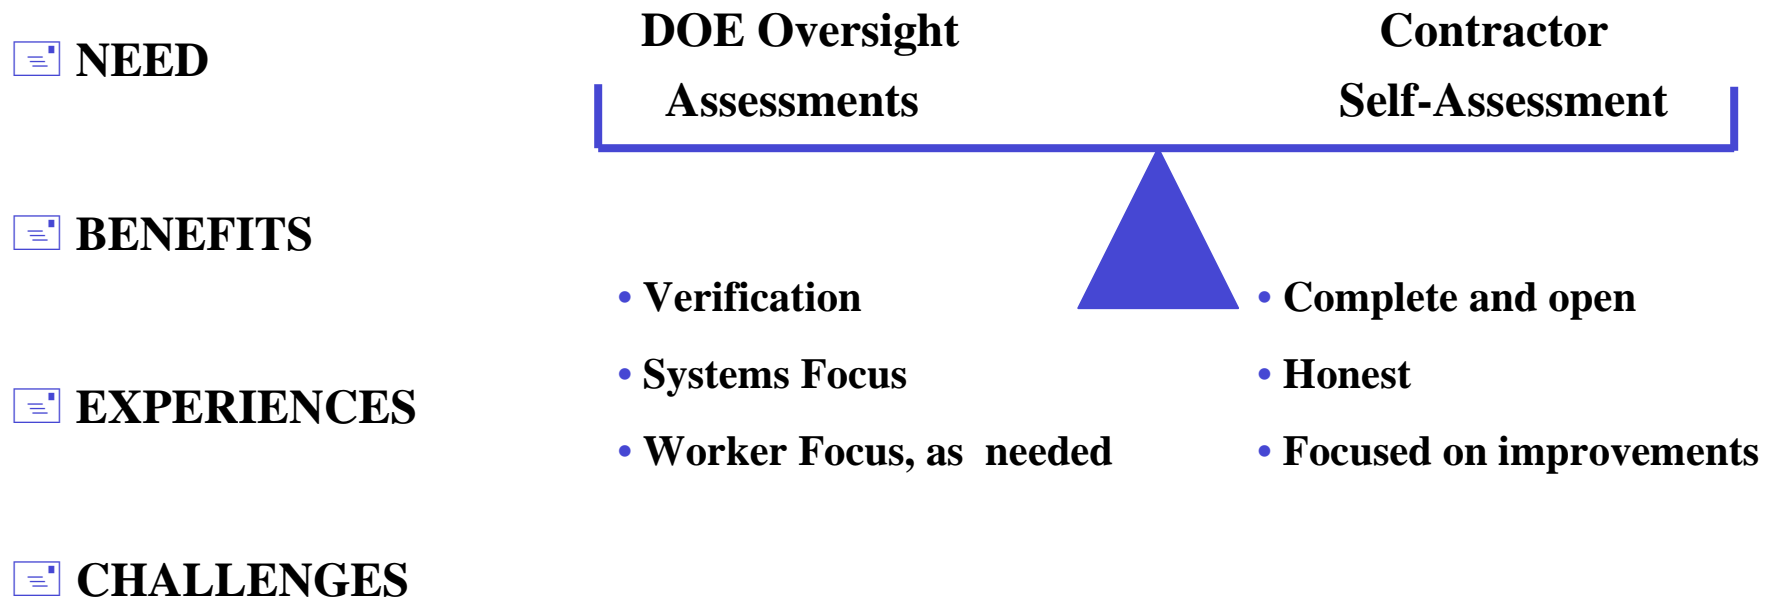 NEED
BENEFITS
EXPERIENCES
CHALLENGES
DOE Oversight
Assessments
Contractor
Self-Assessment
• Verification
• Systems Focus
• Worker Focus, as needed
• Complete and open
• Honest
• Focused on improvements